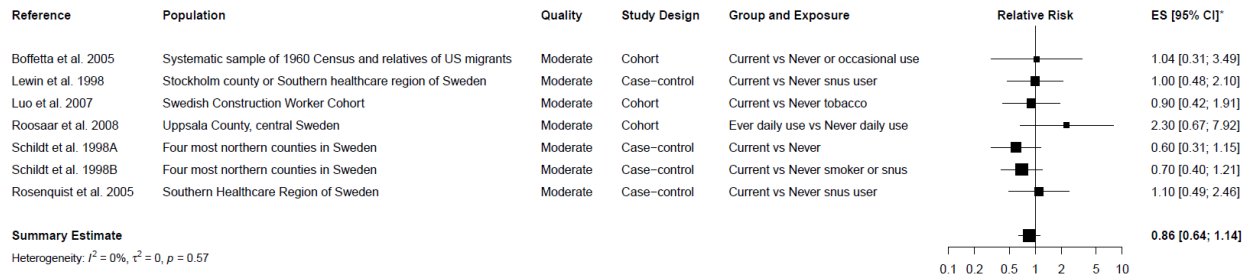 Reference Population Quality Study Design Group and Exposure Relative Risk ES [95% CI]*
Boffetta et al. 2005 Systematic sample of 1960 Census and relatives of US migrants Moderate Cohort Current vs Never or occasional use 1.04 [0.31; 3.49]
Lewin et al. 1998 Stockholm county or Southern healthcare region of Sweden Moderate Case−control Current vs Never snus user 1.00 [0.48; 2.10]
Luo et al. 2007 Swedish Construction Worker Cohort Moderate Cohort Current vs Never tobacco 0.90 [0.42; 1.91]
Roosaar et al. 2008 Uppsala County, central Sweden Moderate Cohort Ever daily use vs Never daily use 2.30 [0.67; 7.92]
Schildt et al. 1998A Four most northern counties in Sweden Moderate Case−control Current vs Never 0.60 [0.31; 1.15]
Schildt et al. 1998B Four most northern counties in Sweden Moderate Case−control Current vs Never smoker or snus 0.70 [0.40; 1.21]
Rosenquist et al. 2005 Southern Healthcare Region of Sweden Moderate Case−control Current vs Never snus user 1.10 [0.49; 2.46]
Summary Estimate 0.86 [0.64; 1.14]
Heterogeneity: I² = 0%, τ² = 0, p = 0.57
0.1 0.2 0.5 1 2 5 10